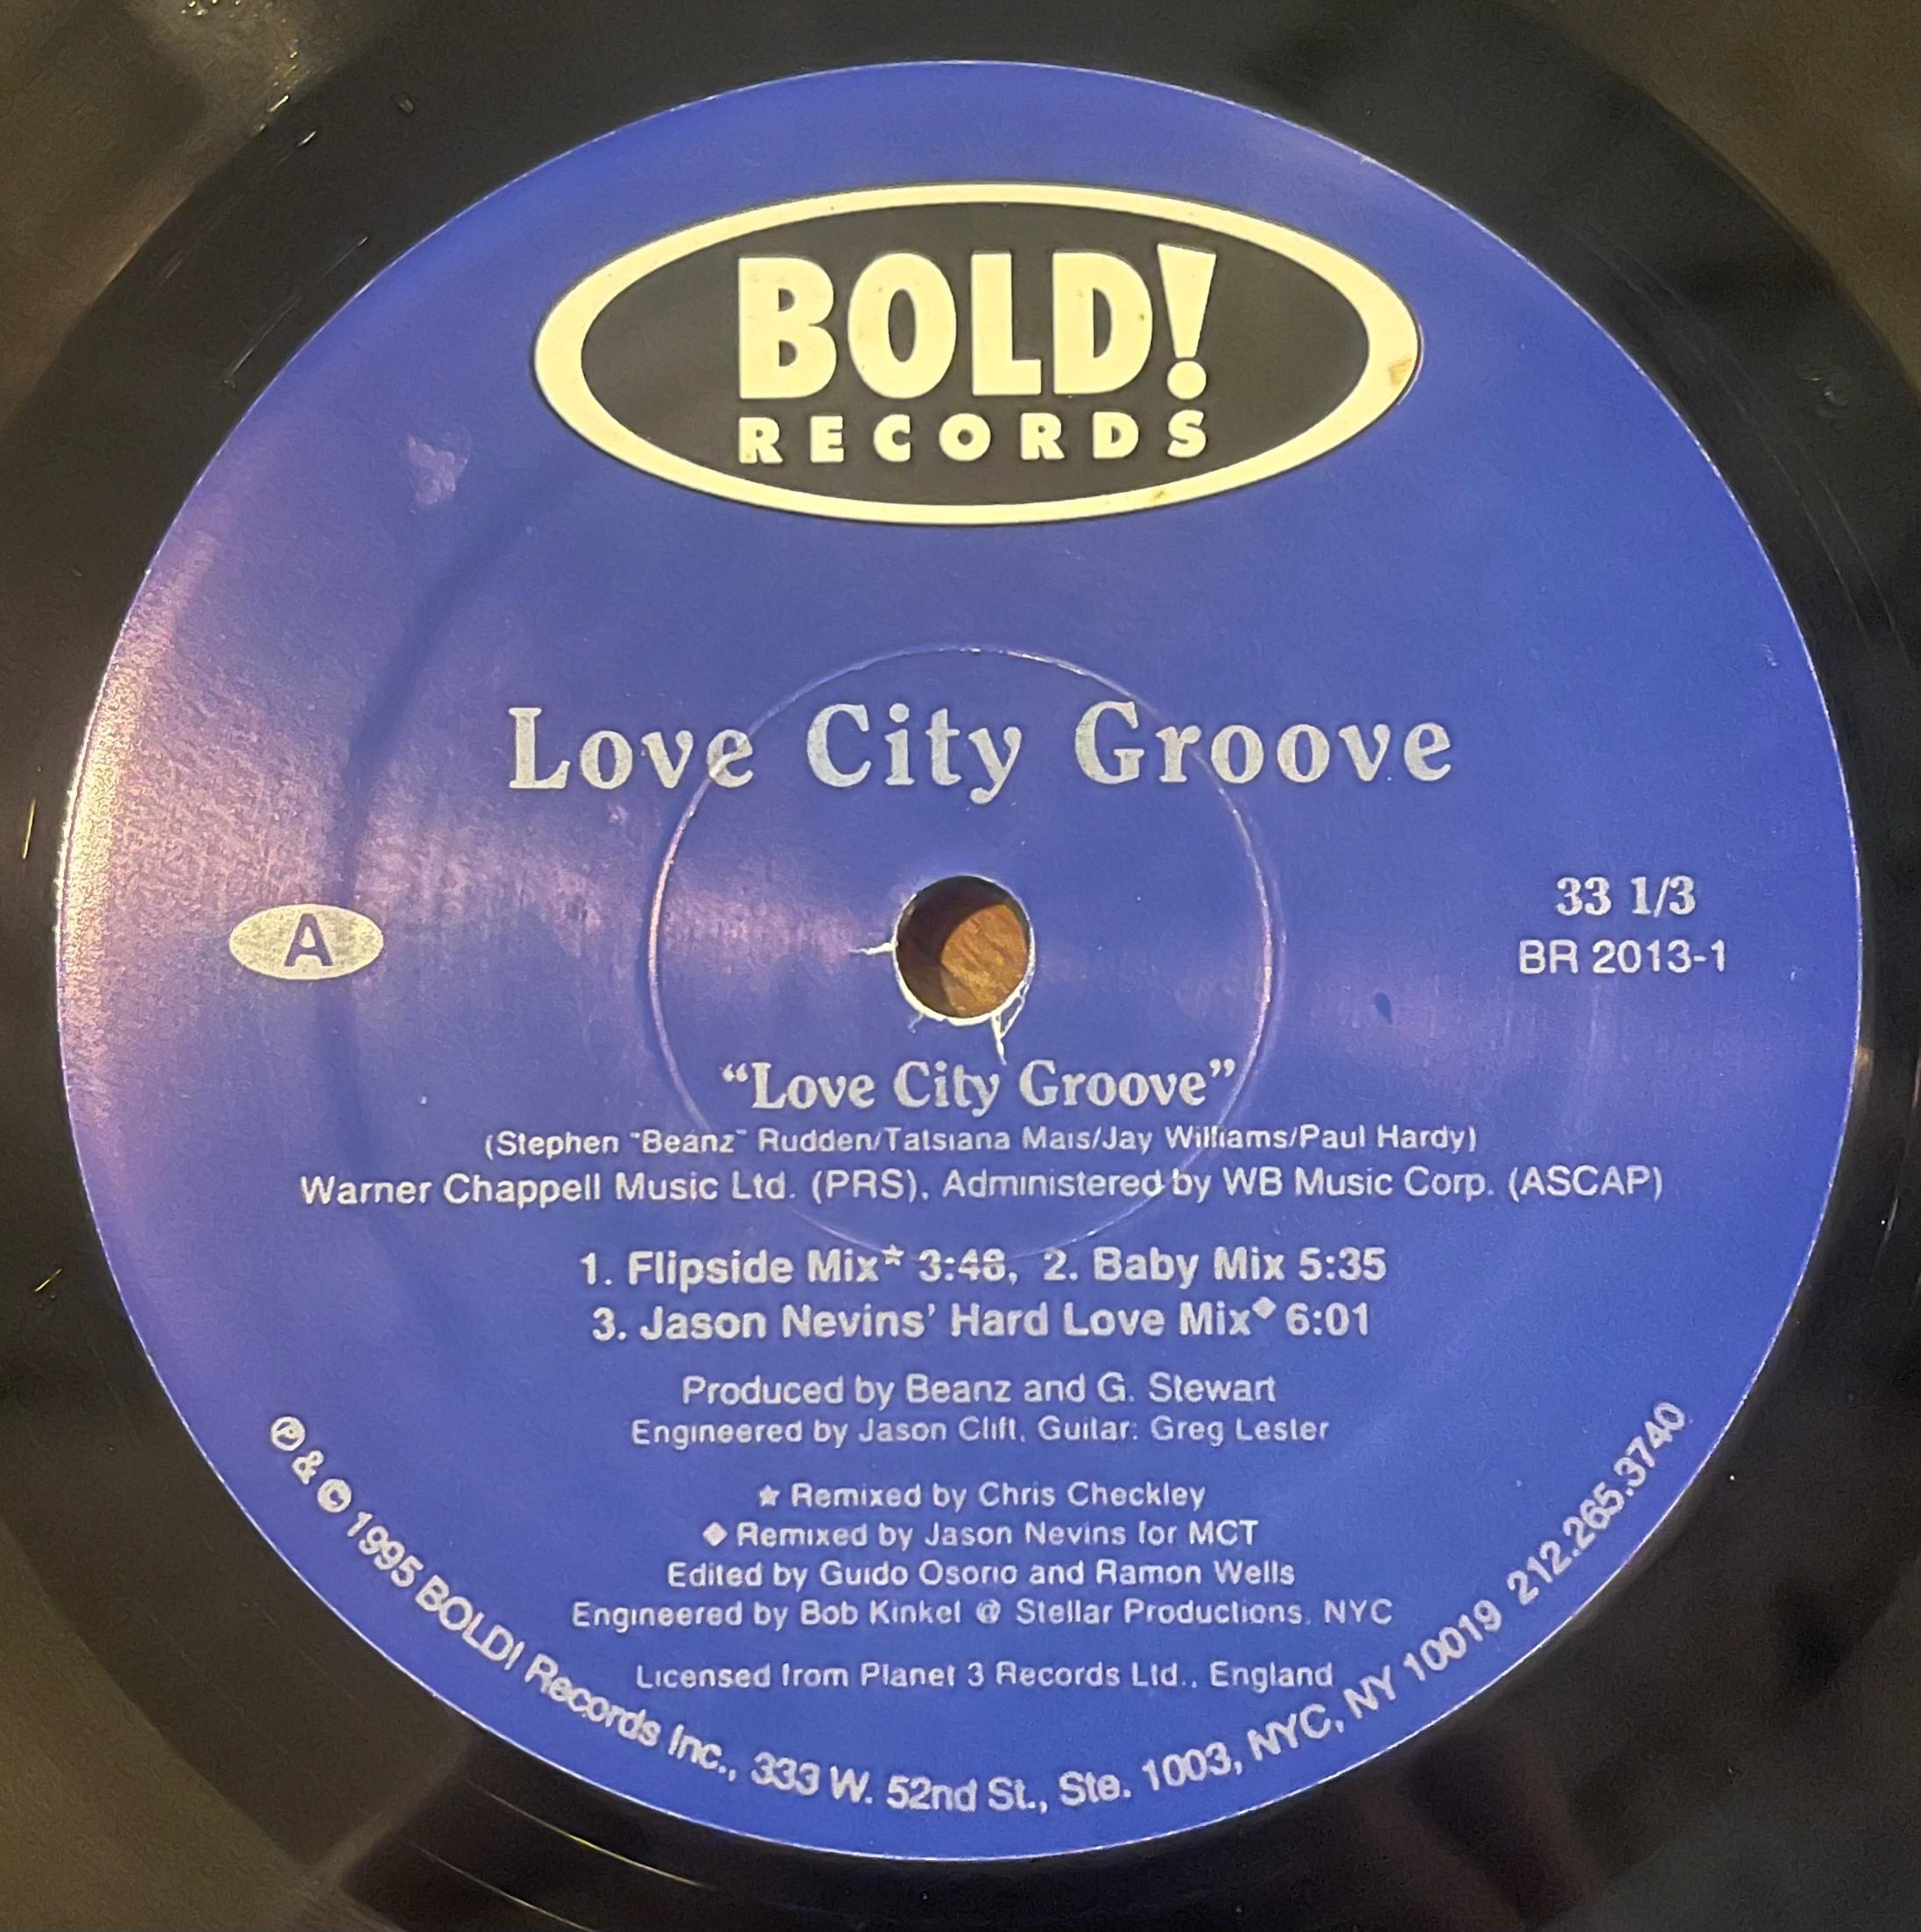 BOLD!
RECORDS
Love City Groove
33 1/3
A
BR 2013-1
“Love City Groove”
(Stephen "Beanz" Rudden/Tatsiana Mais/Jay Williams/Paul Hardy)
Warner Chappell Music Ltd. (PRS), Administered by WB Music Corp. (ASCAP)
1. Flipside Mix★ 3:48, 2. Baby Mix 5:35
3. Jason Nevins’ Hard Love Mix◆ 6:01
Produced by Beanz and G. Stewart
Engineered by Jason Clift, Guitar: Greg Lester
★ Remixed by Chris Checkley
◆ Remixed by Jason Nevins for MCT
Edited by Guido Osorio and Ramon Wells
Engineered by Bob Kinkel @ Stellar Productions, NYC
Licensed from Planet 3 Records Ltd., England
℗ & © 1995 BOLD! Records Inc., 333 W. 52nd St., Ste. 1003, NYC, NY 10019 212.265.3740